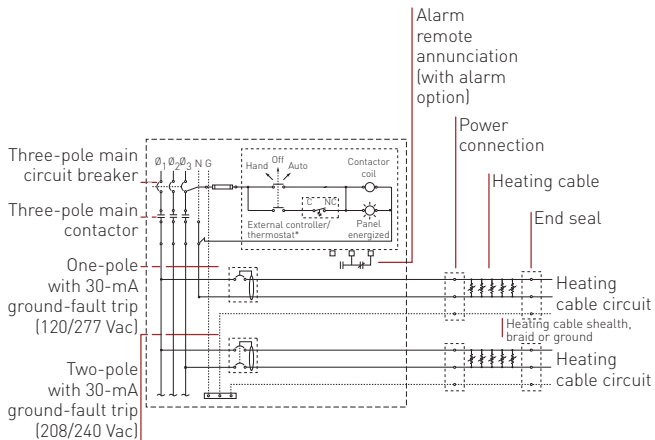 Alarm
remote
annunciation
(with alarm
option)
Power
connection
Heating cable
End seal
Three-pole main
circuit breaker
Three-pole main
contactor
One-pole
with 30-mA
ground-fault trip
(120/277 Vac)
Two-pole
with 30-mA
ground-fault trip
(208/240 Vac)
Ø1 Ø2 Ø3 N G
Hand Off Auto
Contactor
coil
C NC
External controller/
thermostat*
Panel
energized
Heating
cable circuit
Heating cable shealth,
braid or ground
Heating
cable circuit